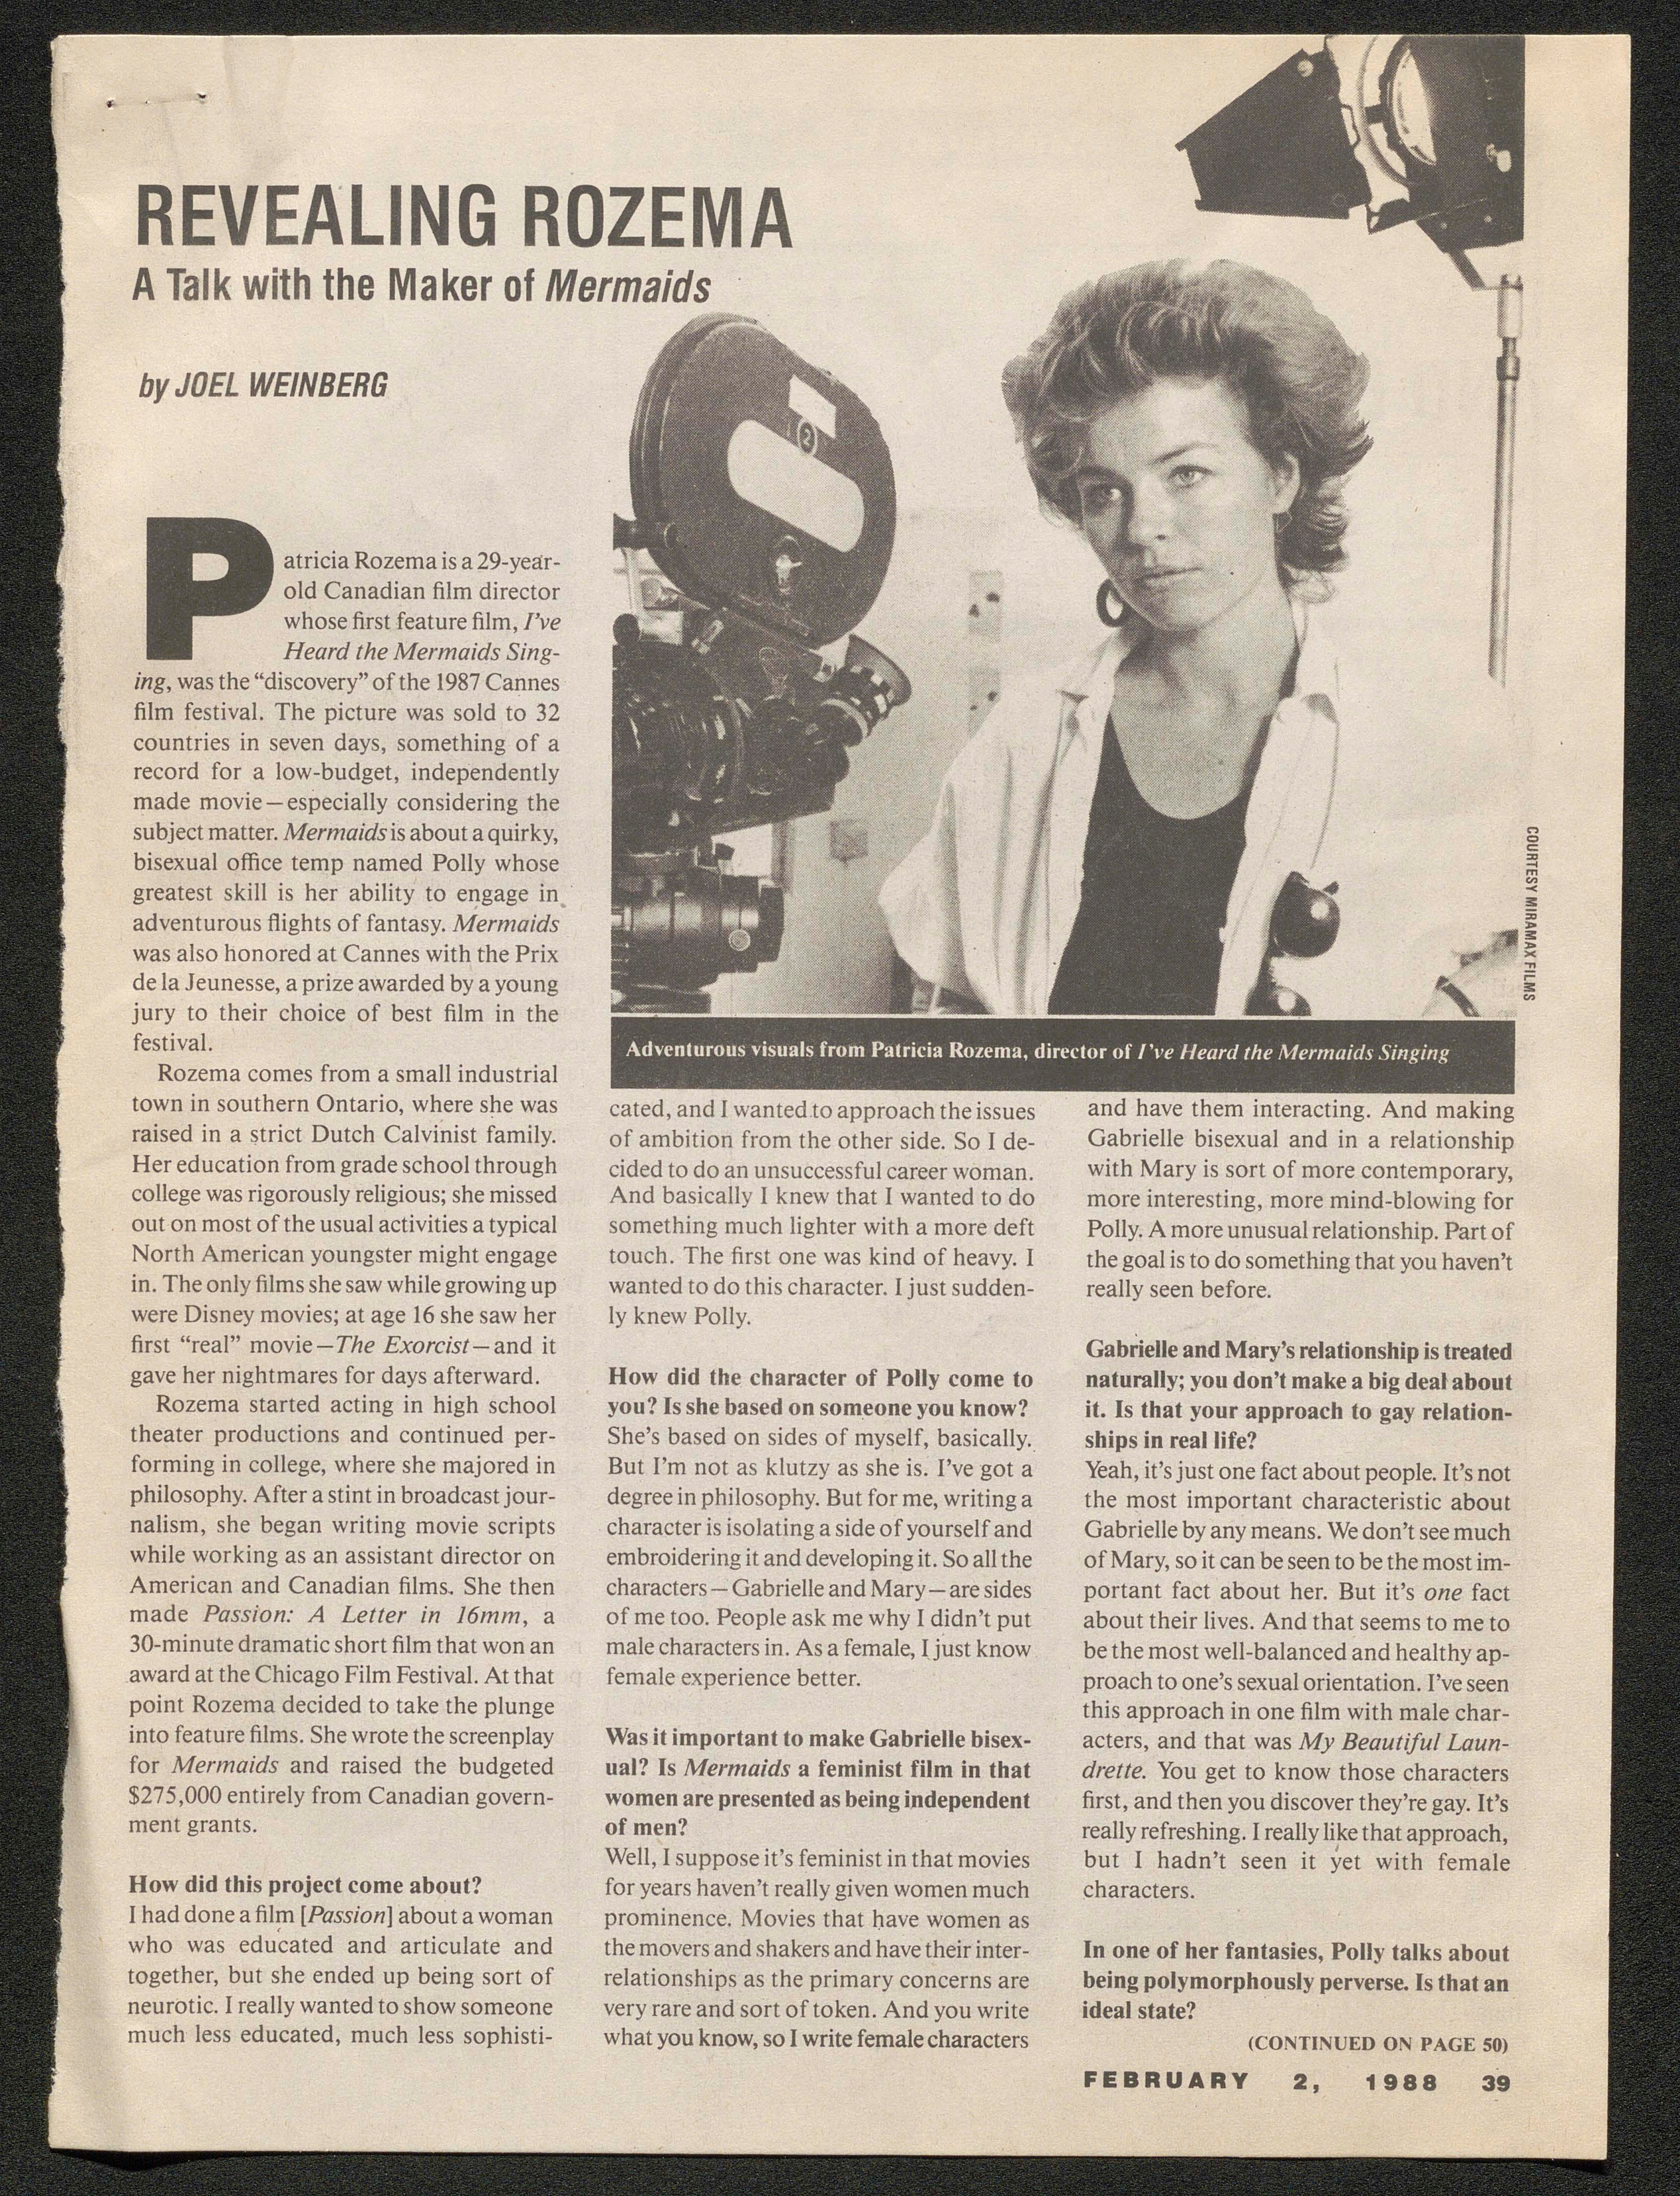 REVEALING ROZEMA
A Talk with the Maker of Mermaids
by JOEL WEINBERG
2
Patricia Rozema is a 29-year-
old Canadian film director
whose first feature film, I've
Heard the Mermaids Sing-
ing, was the “discovery” of the 1987 Cannes
film festival. The picture was sold to 32
countries in seven days, something of a
record for a low-budget, independently
made movie—especially considering the
subject matter. Mermaids is about a quirky,
bisexual office temp named Polly whose
greatest skill is her ability to engage in
adventurous flights of fantasy. Mermaids
was also honored at Cannes with the Prix
de la Jeunesse, a prize awarded by a young
jury to their choice of best film in the
festival.
Rozema comes from a small industrial
town in southern Ontario, where she was
raised in a strict Dutch Calvinist family.
Her education from grade school through
college was rigorously religious; she missed
out on most of the usual activities a typical
North American youngster might engage
in. The only films she saw while growing up
were Disney movies; at age 16 she saw her
first “real” movie—The Exorcist—and it
gave her nightmares for days afterward.
Rozema started acting in high school
theater productions and continued per-
forming in college, where she majored in
philosophy. After a stint in broadcast jour-
nalism, she began writing movie scripts
while working as an assistant director on
American and Canadian films. She then
made Passion: A Letter in 16mm, a
30-minute dramatic short film that won an
award at the Chicago Film Festival. At that
point Rozema decided to take the plunge
into feature films. She wrote the screenplay
for Mermaids and raised the budgeted
$275,000 entirely from Canadian govern-
ment grants.
How did this project come about?
I had done a film [Passion] about a woman
who was educated and articulate and
together, but she ended up being sort of
neurotic. I really wanted to show someone
much less educated, much less sophisti-
COURTESY MIRAMAX FILMS
Adventurous visuals from Patricia Rozema, director of I've Heard the Mermaids Singing
cated, and I wanted to approach the issues
of ambition from the other side. So I de-
cided to do an unsuccessful career woman.
And basically I knew that I wanted to do
something much lighter with a more deft
touch. The first one was kind of heavy. I
wanted to do this character. I just sudden-
ly knew Polly.
How did the character of Polly come to
you? Is she based on someone you know?
She's based on sides of myself, basically.
But I'm not as klutzy as she is. I've got a
degree in philosophy. But for me, writing a
character is isolating a side of yourself and
embroidering it and developing it. So all the
characters—Gabrielle and Mary—are sides
of me too. People ask me why I didn't put
male characters in. As a female, I just know
female experience better.
Was it important to make Gabrielle bisex-
ual? Is Mermaids a feminist film in that
women are presented as being independent
of men?
Well, I suppose it's feminist in that movies
for years haven't really given women much
prominence. Movies that have women as
the movers and shakers and have their inter-
relationships as the primary concerns are
very rare and sort of token. And you write
what you know, so I write female characters
and have them interacting. And making
Gabrielle bisexual and in a relationship
with Mary is sort of more contemporary,
more interesting, more mind-blowing for
Polly. A more unusual relationship. Part of
the goal is to do something that you haven't
really seen before.
Gabrielle and Mary's relationship is treated
naturally; you don't make a big deal about
it. Is that your approach to gay relation-
ships in real life?
Yeah, it's just one fact about people. It's not
the most important characteristic about
Gabrielle by any means. We don't see much
of Mary, so it can be seen to be the most im-
portant fact about her. But it's one fact
about their lives. And that seems to me to
be the most well-balanced and healthy ap-
proach to one's sexual orientation. I've seen
this approach in one film with male char-
acters, and that was My Beautiful Laun-
drette. You get to know those characters
first, and then you discover they're gay. It's
really refreshing. I really like that approach,
but I hadn't seen it yet with female
characters.
In one of her fantasies, Polly talks about
being polymorphously perverse. Is that an
ideal state?
(CONTINUED ON PAGE 50)
FEBRUARY 2, 1988 39